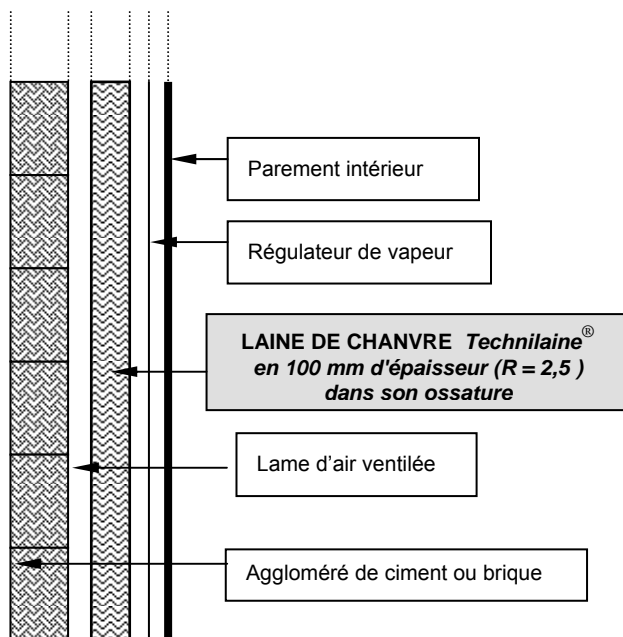 Parement intérieur
Régulateur de vapeur
LAINE DE CHANVRE Technilaine®
en 100 mm d'épaisseur (R = 2,5 )
dans son ossature
Lame d’air ventilée
Aggloméré de ciment ou brique